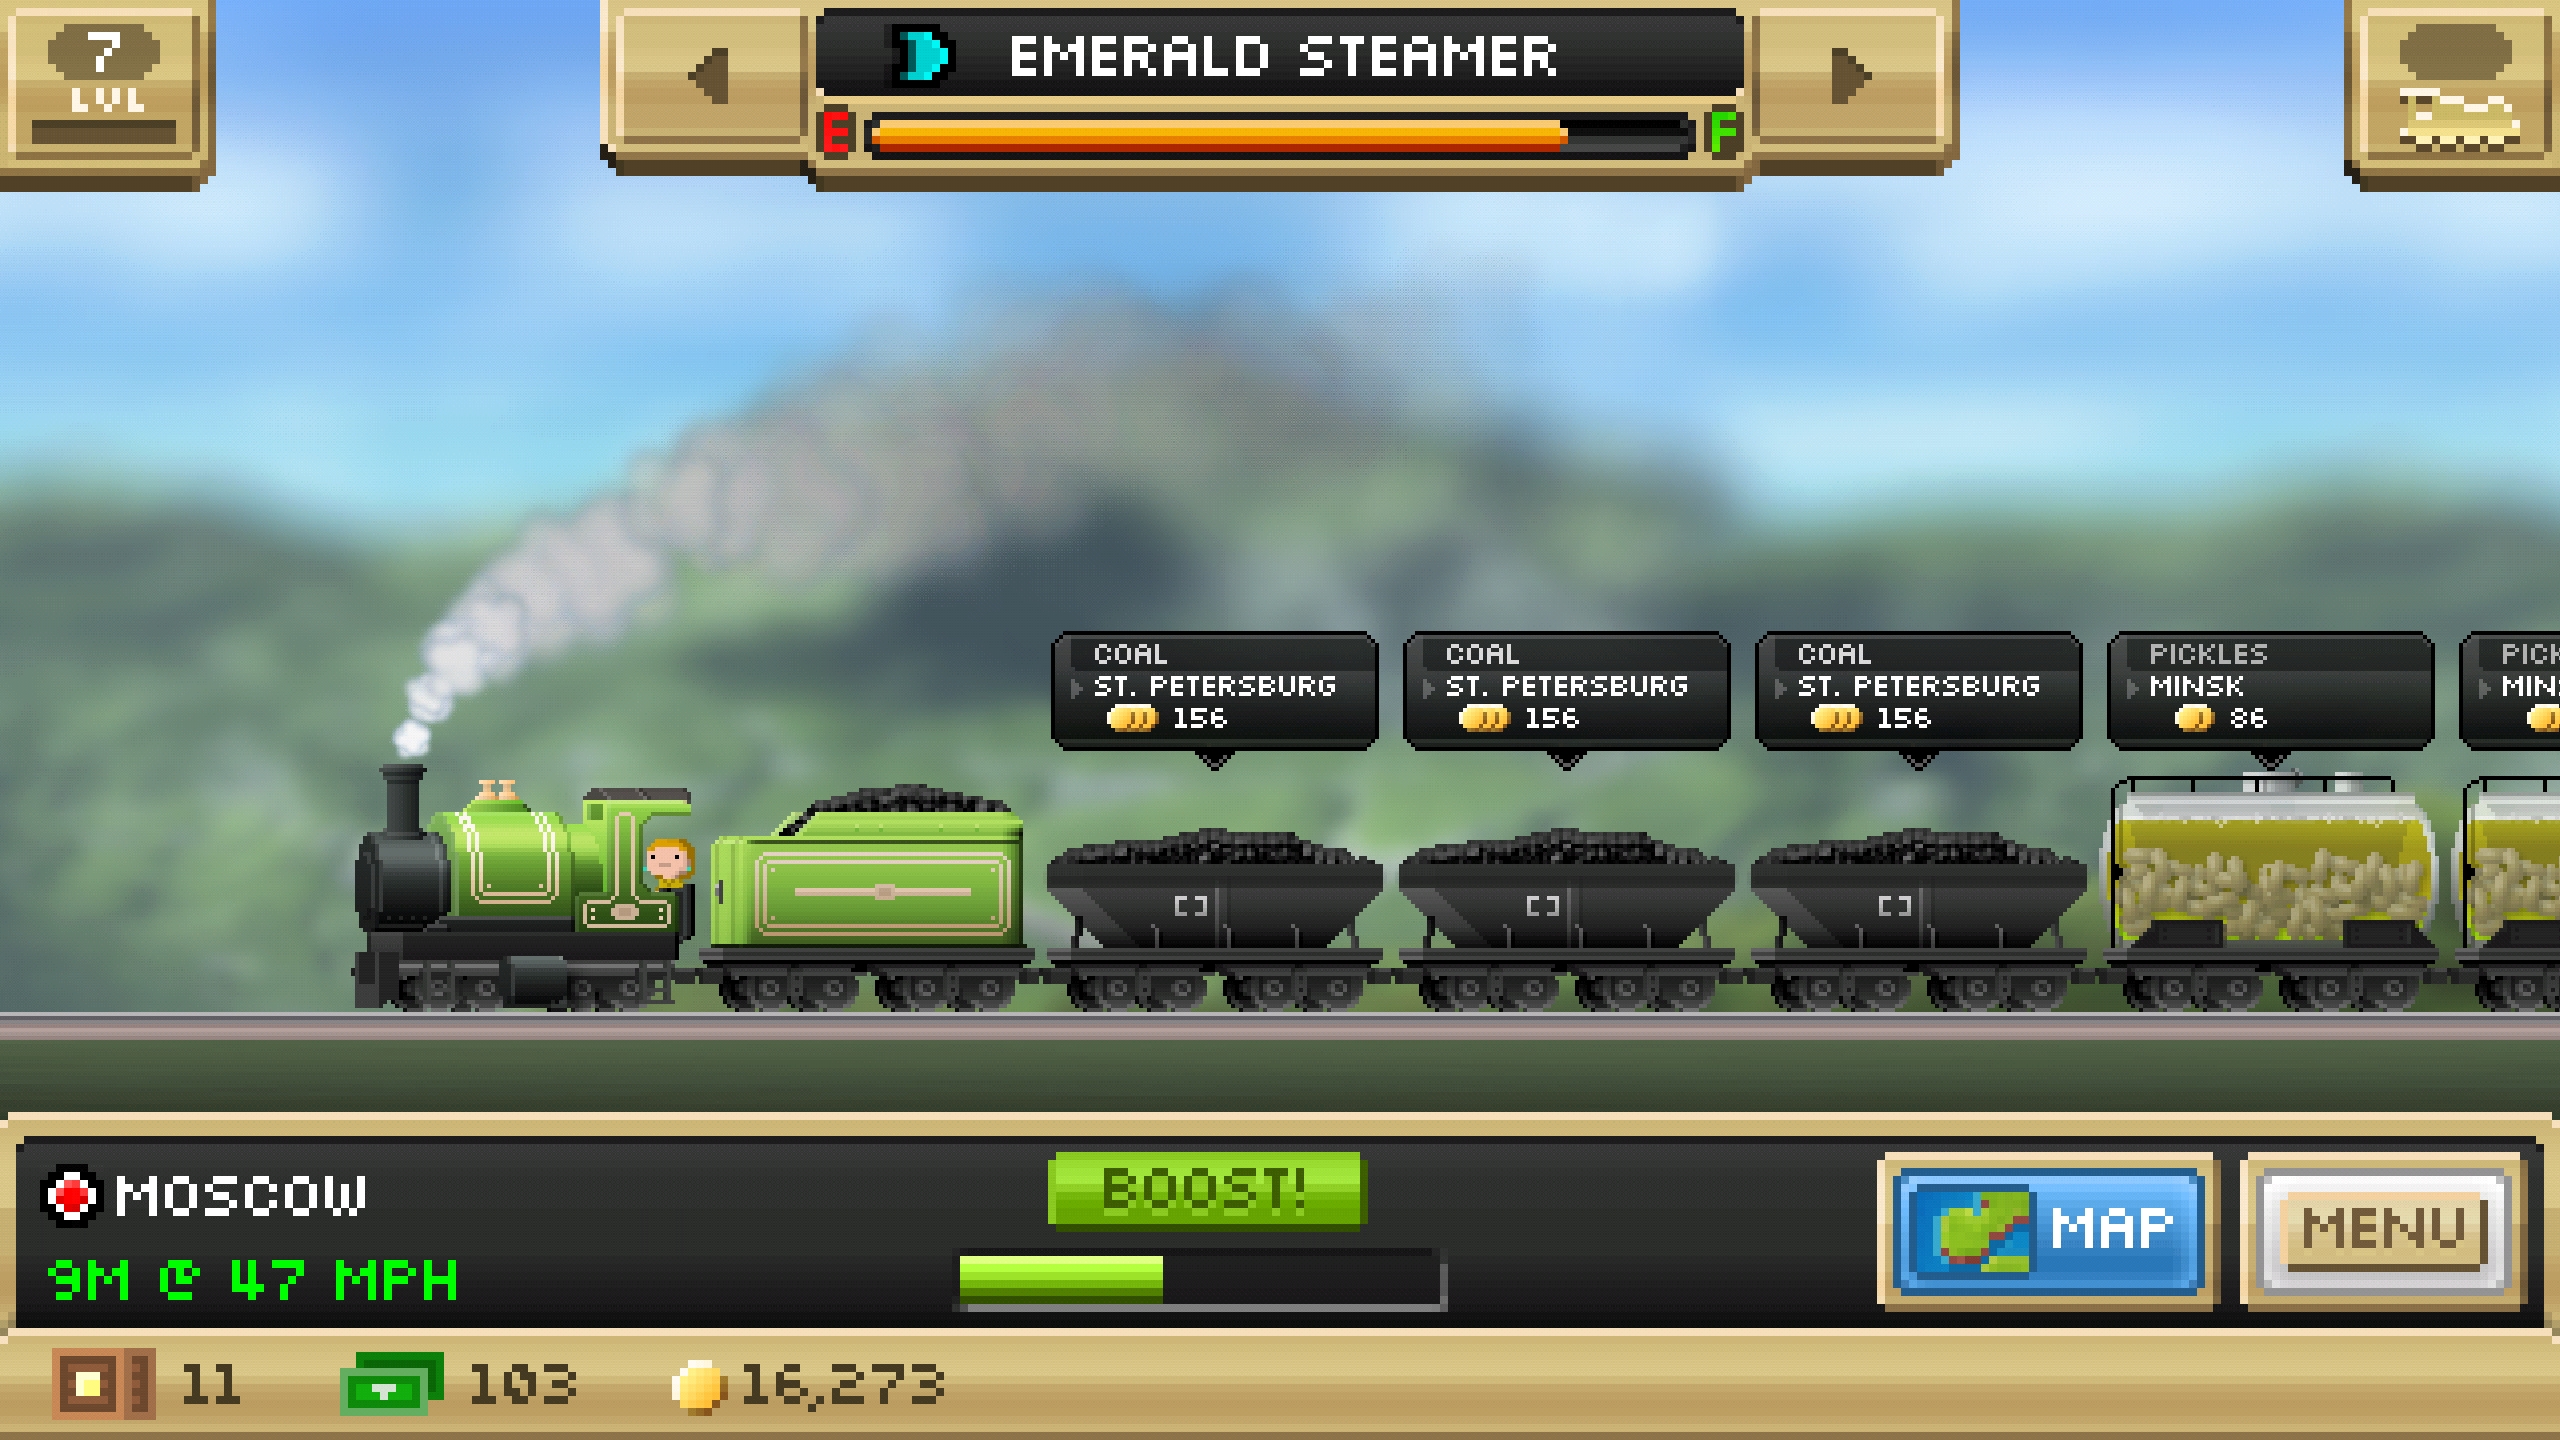 7
LVL
EMERALD STEAMER
E F
COAL
ST. PETERSBURG
156
COAL
ST. PETERSBURG
156
COAL
ST. PETERSBURG
156
PICKLES
MINSK
86
MOSCOW
9M @ 47 MPH
BOOST!
MAP
MENU
11
103
16,273